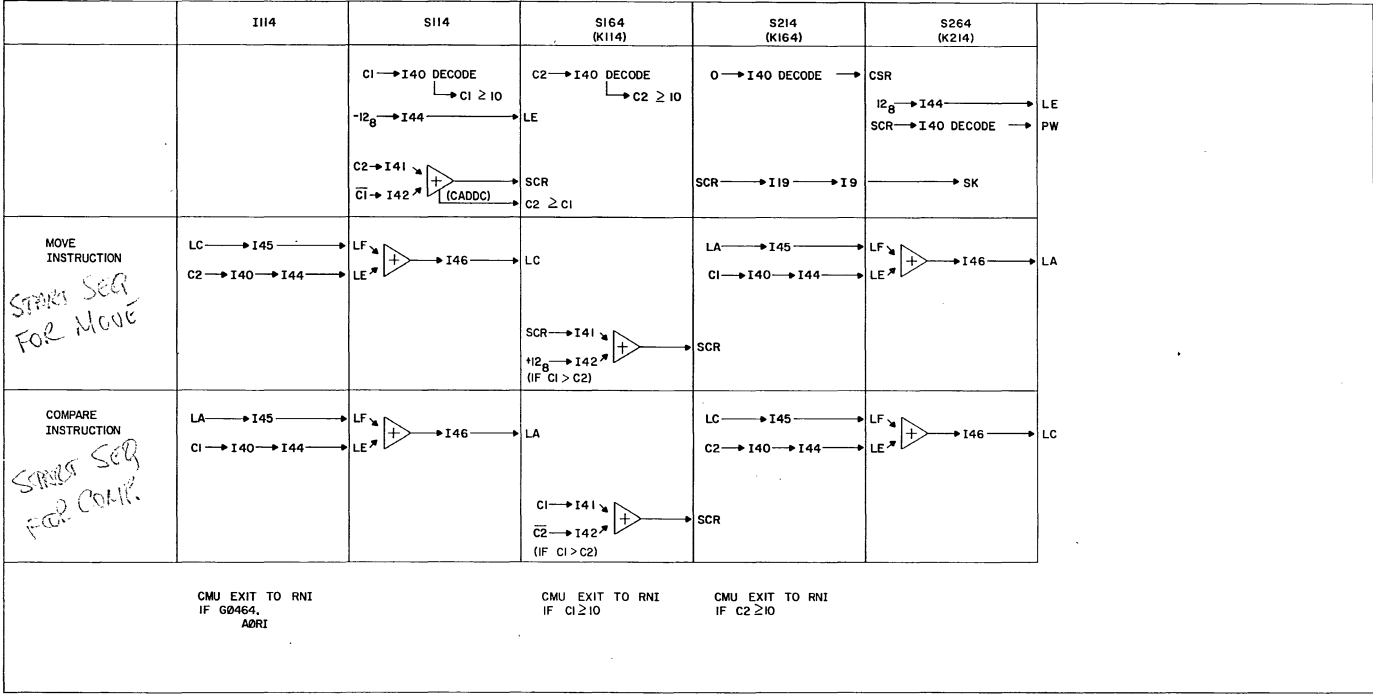 I114 S114 S164 S214 S264
(K114) (K164) (K214)
C1 → I40 DECODE C2 → I40 DECODE 0 → I40 DECODE → CSR
→ C1 ≥ 10 → C2 ≥ 10
12₈ → I44 → LE
-12₈ → I44 → LE
SCR → I40 DECODE → PW
C2 → I41
+ → SCR SCR → I19 → I9 → SK
C̅1̅ → I42 (CADDC) → C2 ≥ C1
MOVE
INSTRUCTION
START SEQ
FOR MOVE
LC → I45 → LF LA → I45 → LF
+ → I46 → LC + → I46 → LA
C2 → I40 → I44 → LE C1 → I40 → I44 → LE
SCR → I41
+ → SCR
+12₈ → I42
(IF C1 > C2)
COMPARE
INSTRUCTION
START SEQ
FOR COMP.
LA → I45 → LF LC → I45 → LF
+ → I46 → LA + → I46 → LC
C1 → I40 → I44 → LE C2 → I40 → I44 → LE
C1 → I41
+ → SCR
C̅2̅ → I42
(IF C1 > C2)
CMU EXIT TO RNI CMU EXIT TO RNI CMU EXIT TO RNI
IF GØ464, IF C1 ≥ 10 IF C2 ≥ 10
AØRI